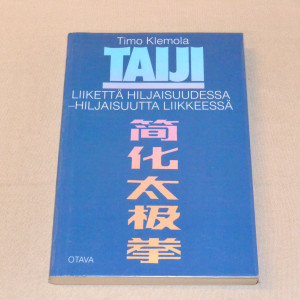 Timo Klemola
TAIJI
LIIKETTÄ HILJAISUUDESSA
–HILJAISUUTTA LIIKKEESSÄ
简
化
太
极
拳
OTAVA